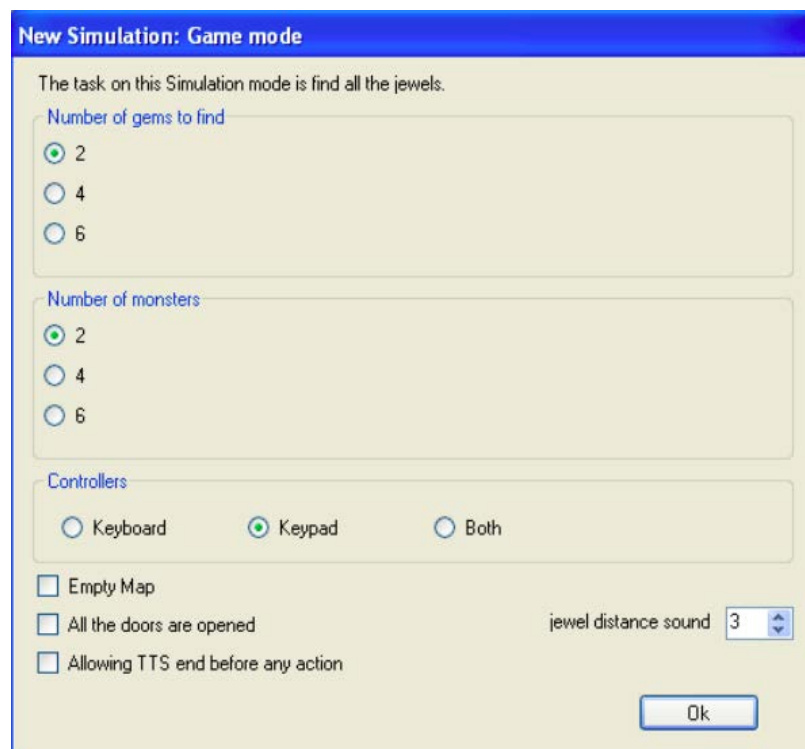 New Simulation: Game mode
The task on this Simulation mode is find all the jewels.
Number of gems to find
2
4
6
Number of monsters
2
4
6
Controllers
Keyboard Keypad Both
Empty Map
All the doors are opened
jewel distance sound 3
Allowing TTS end before any action
Ok